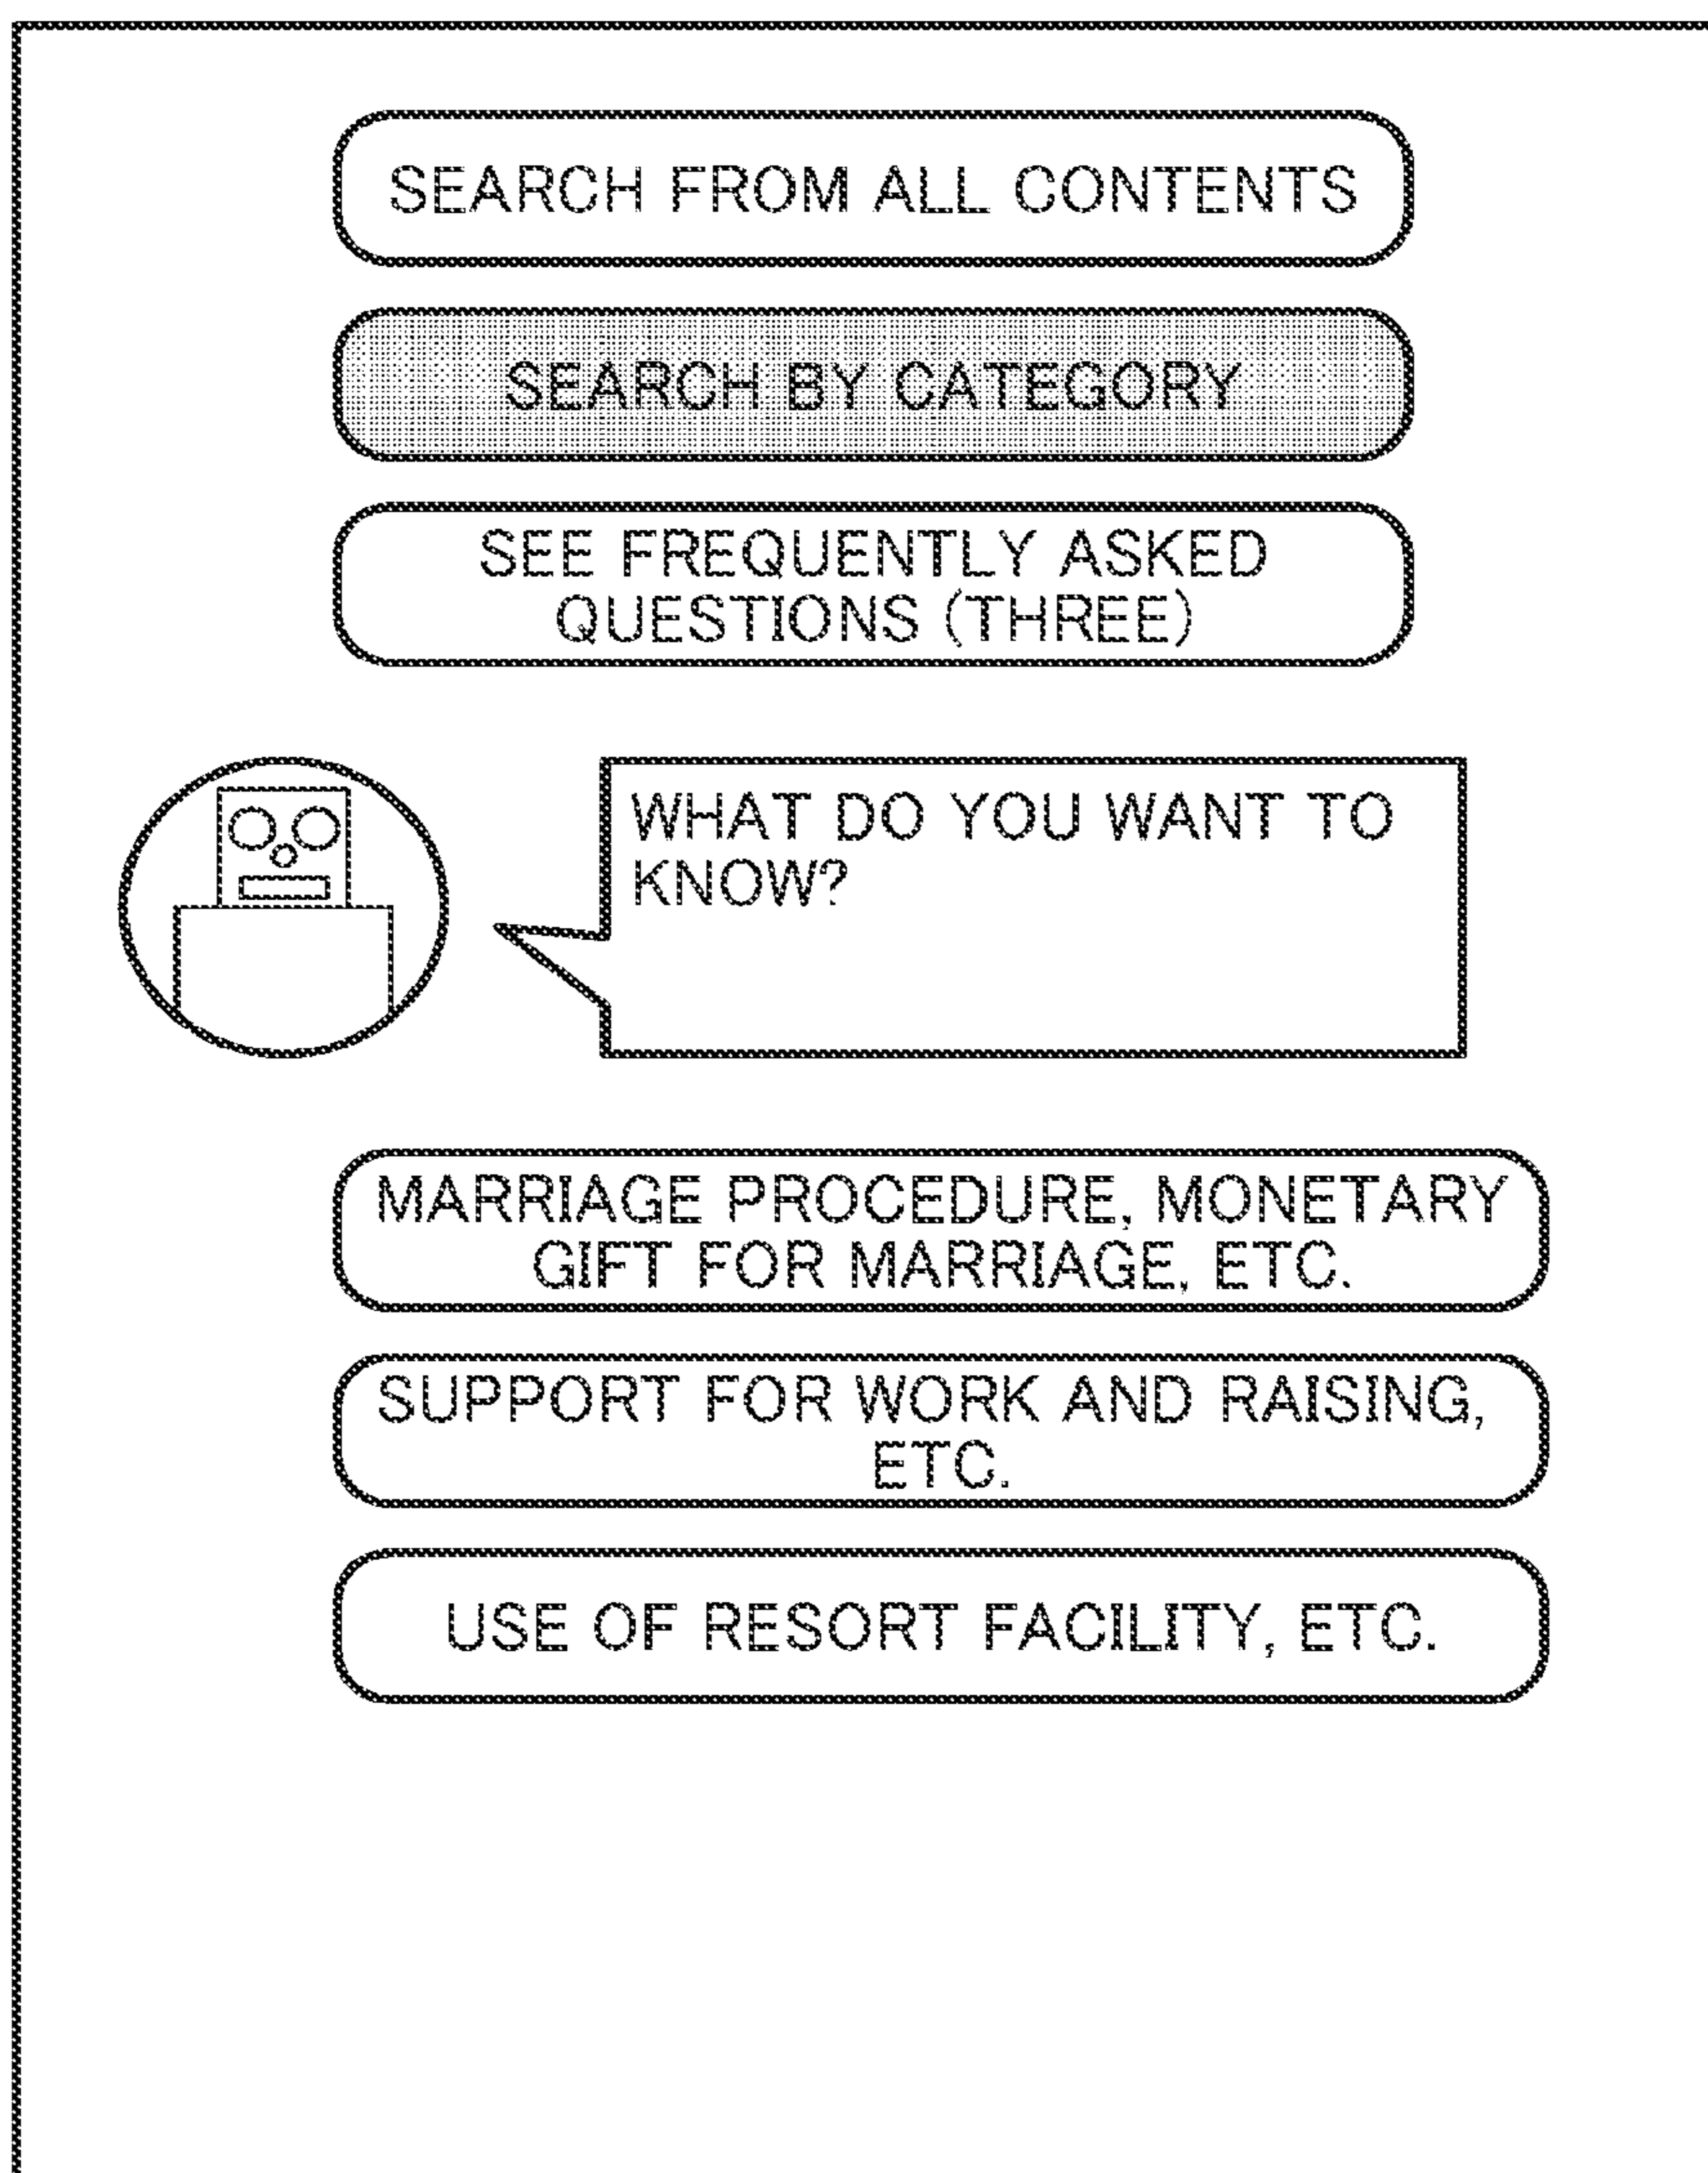 SEARCH FROM ALL CONTENTS
SEARCH BY CATEGORY
SEE FREQUENTLY ASKED
QUESTIONS (THREE)
WHAT DO YOU WANT TO
KNOW?
MARRIAGE PROCEDURE, MONETARY
GIFT FOR MARRIAGE, ETC.
SUPPORT FOR WORK AND RAISING,
ETC.
USE OF RESORT FACILITY, ETC.